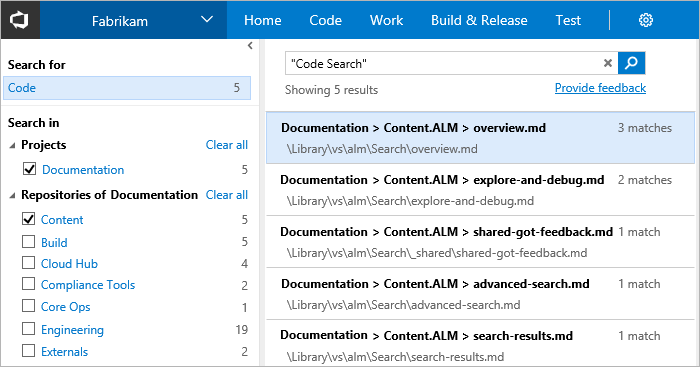 Fabrikam Home Code Work Build & Release Test
Search for
Code 5
Search in
Projects Clear all
Documentation 5
Repositories of Documentation Clear all
Content 5
Build 5
Cloud Hub 4
Compliance Tools 2
Core Ops 1
Engineering 19
Externals 2
"Code Search"
Showing 5 results Provide feedback
Documentation > Content.ALM > overview.md 3 matches
\Library\vs\alm\Search\overview.md
Documentation > Content.ALM > explore-and-debug.md 2 matches
\Library\vs\alm\Search\explore-and-debug.md
Documentation > Content.ALM > shared-got-feedback.md 1 match
\Library\vs\alm\Search\_shared\shared-got-feedback.md
Documentation > Content.ALM > advanced-search.md 1 match
\Library\vs\alm\Search\advanced-search.md
Documentation > Content.ALM > search-results.md 1 match
\Library\vs\alm\Search\search-results.md